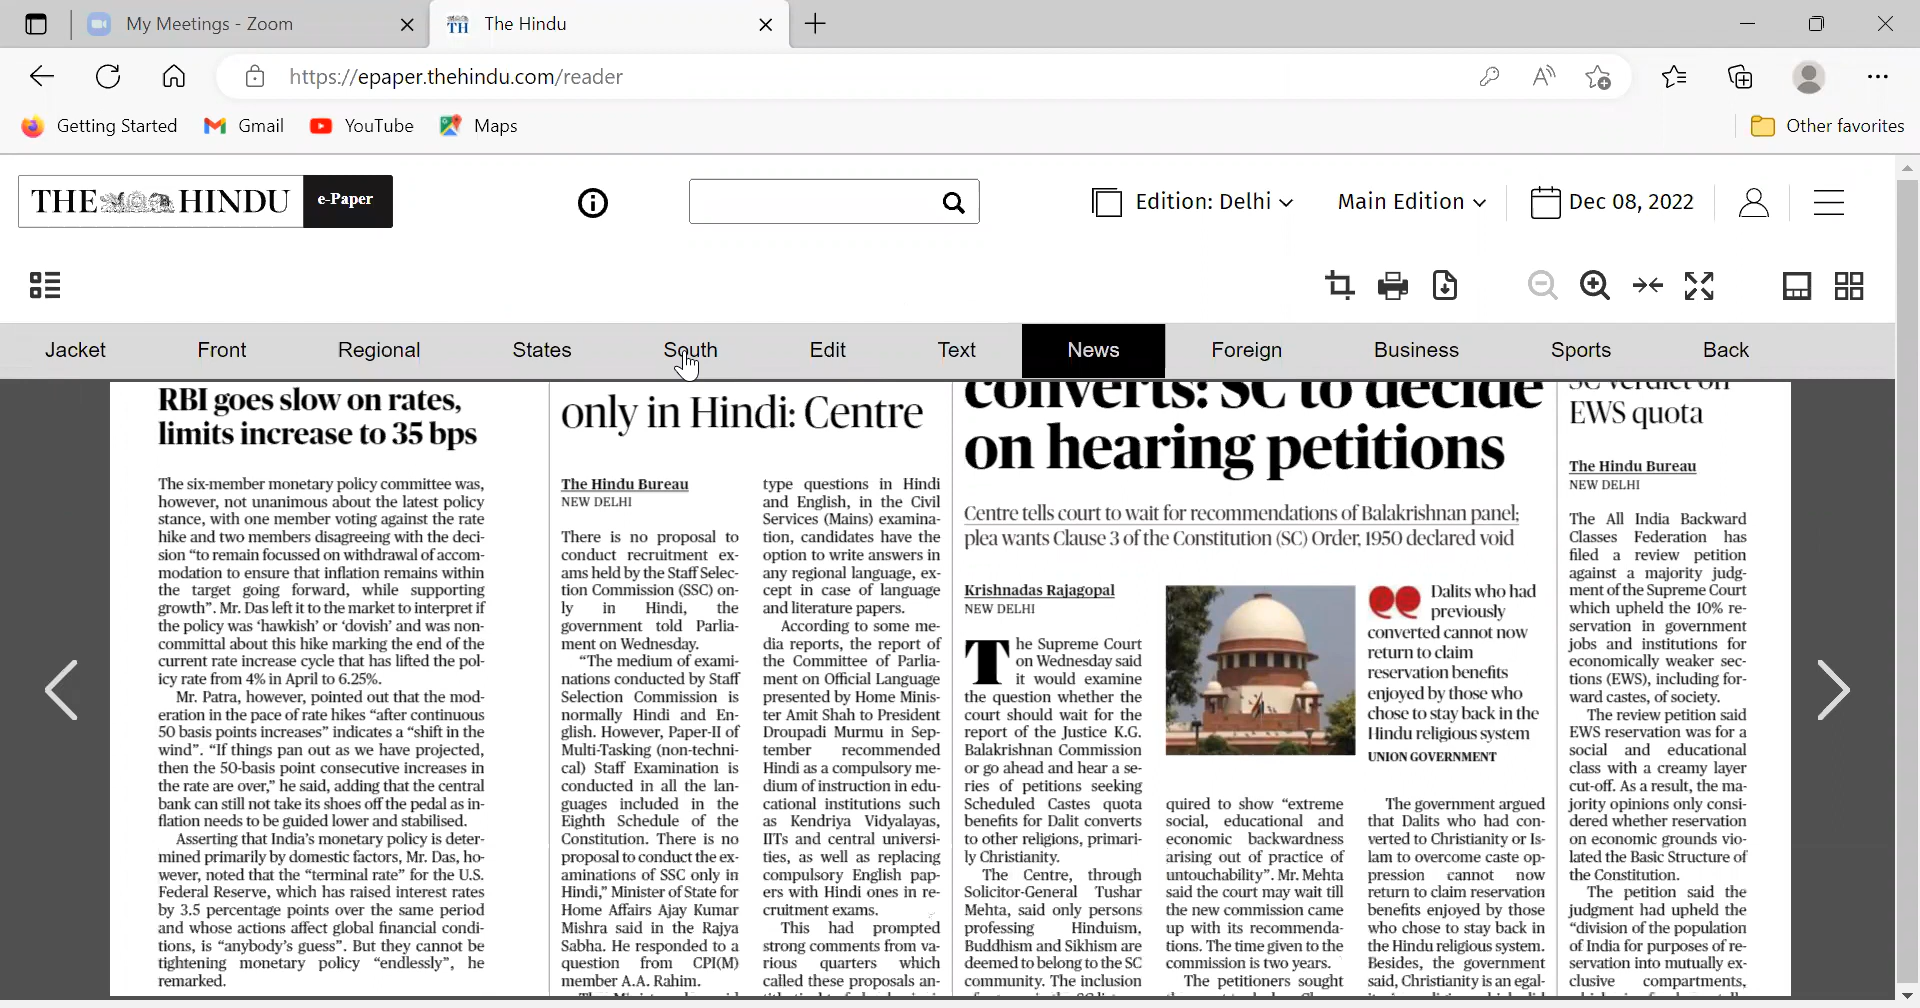 My Meetings - Zoom
The Hindu
https://epaper.thehindu.com/reader
Getting Started
Gmail
YouTube
Maps
Other favorites
THE HINDU e-Paper
Edition: Delhi
Main Edition
Dec 08, 2022
Jacket
Front
Regional
States
South
Edit
Text
News
Foreign
Business
Sports
Back
RBI goes slow on rates,
limits increase to 35 bps
The six-member monetary policy committee was,
however, not unanimous about the latest policy
stance, with one member voting against the rate
hike and two members disagreeing with the deci-
sion “to remain focussed on withdrawal of accom-
modation to ensure that inflation remains within
the target going forward, while supporting
growth”. Mr. Das left it to the market to interpret if
the policy was ‘hawkish’ or ‘dovish’ and was non-
committal about this hike marking the end of the
current rate increase cycle that has lifted the pol-
icy rate from 4% in April to 6.25%.
Mr. Patra, however, pointed out that the mod-
eration in the pace of rate hikes “after continuous
50 basis points increases” indicates a “shift in the
wind”. “If things pan out as we have projected,
then the 50-basis point consecutive increases in
the rate are over,” he said, adding that the central
bank can still not take its shoes off the pedal as in-
flation needs to be guided lower and stabilised.
Asserting that India’s monetary policy is deter-
mined primarily by domestic factors, Mr. Das, ho-
wever, noted that the “terminal rate” for the U.S.
Federal Reserve, which has raised interest rates
by 3.5 percentage points over the same period
and whose actions affect global financial condi-
tions, is “anybody’s guess”. But they cannot be
tightening monetary policy “endlessly”, he
remarked.
only in Hindi: Centre
The Hindu Bureau
NEW DELHI
There is no proposal to
conduct recruitment ex-
ams held by the Staff Selec-
tion Commission (SSC) on-
ly in Hindi, the
government told Parlia-
ment on Wednesday.
“The medium of exami-
nations conducted by Staff
Selection Commission is
normally Hindi and En-
glish. However, Paper-II of
Multi-Tasking (non-techni-
cal) Staff Examination is
conducted in all the lan-
guages included in the
Eighth Schedule of the
Constitution. There is no
proposal to conduct the ex-
aminations of SSC only in
Hindi,” Minister of State for
Home Affairs Ajay Kumar
Mishra said in the Rajya
Sabha. He responded to a
question from CPI(M)
member A.A. Rahim.
type questions in Hindi
and English, in the Civil
Services (Mains) examina-
tion, candidates have the
option to write answers in
any regional language, ex-
cept in case of language
and literature papers.
According to some me-
dia reports, the report of
the Committee of Parlia-
ment on Official Language
presented by Home Minis-
ter Amit Shah to President
Droupadi Murmu in Sep-
tember recommended
Hindi as a compulsory me-
dium of instruction in edu-
cational institutions such
as Kendriya Vidyalayas,
IITs and central universi-
ties, as well as replacing
compulsory English pap-
ers with Hindi ones in re-
cruitment exams.
This had prompted
strong comments from va-
rious quarters which
called these proposals an-
converts: SC to decide
on hearing petitions
Centre tells court to wait for recommendations of Balakrishnan panel;
plea wants Clause 3 of the Constitution (SC) Order, 1950 declared void
Krishnadas Rajagopal
NEW DELHI
The Supreme Court
on Wednesday said
it would examine
the question whether the
court should wait for the
report of the Justice K.G.
Balakrishnan Commission
or go ahead and hear a se-
ries of petitions seeking
Scheduled Castes quota
benefits for Dalit converts
to other religions, primari-
ly Christianity.
The Centre, through
Solicitor-General Tushar
Mehta, said only persons
professing Hinduism,
Buddhism and Sikhism are
deemed to belong to the SC
community. The inclusion
quired to show “extreme
social, educational and
economic backwardness
arising out of practice of
untouchability”. Mr. Mehta
said the court may wait till
the new commission came
up with its recommenda-
tions. The time given to the
commission is two years.
The petitioners sought
Dalits who had
previously
converted cannot now
return to claim
reservation benefits
enjoyed by those who
chose to stay back in the
Hindu religious system
UNION GOVERNMENT
The government argued
that Dalits who had con-
verted to Christianity or Is-
lam to overcome caste op-
pression cannot now
return to claim reservation
benefits enjoyed by those
who chose to stay back in
the Hindu religious system.
Besides, the government
said, Christianity is an egal-
SC verdict on
EWS quota
The Hindu Bureau
NEW DELHI
The All India Backward
Classes Federation has
filed a review petition
against a majority judg-
ment of the Supreme Court
which upheld the 10% re-
servation in government
jobs and institutions for
economically weaker sec-
tions (EWS), including for-
ward castes, of society.
The review petition said
EWS reservation was for a
social and educational
class with a creamy layer
cut-off. As a result, the ma-
jority opinions only consi-
dered whether reservation
on economic grounds vio-
lated the Basic Structure of
the Constitution.
The petition said the
judgment had upheld the
“division of the population
of India for purposes of re-
servation into mutually ex-
clusive compartments,